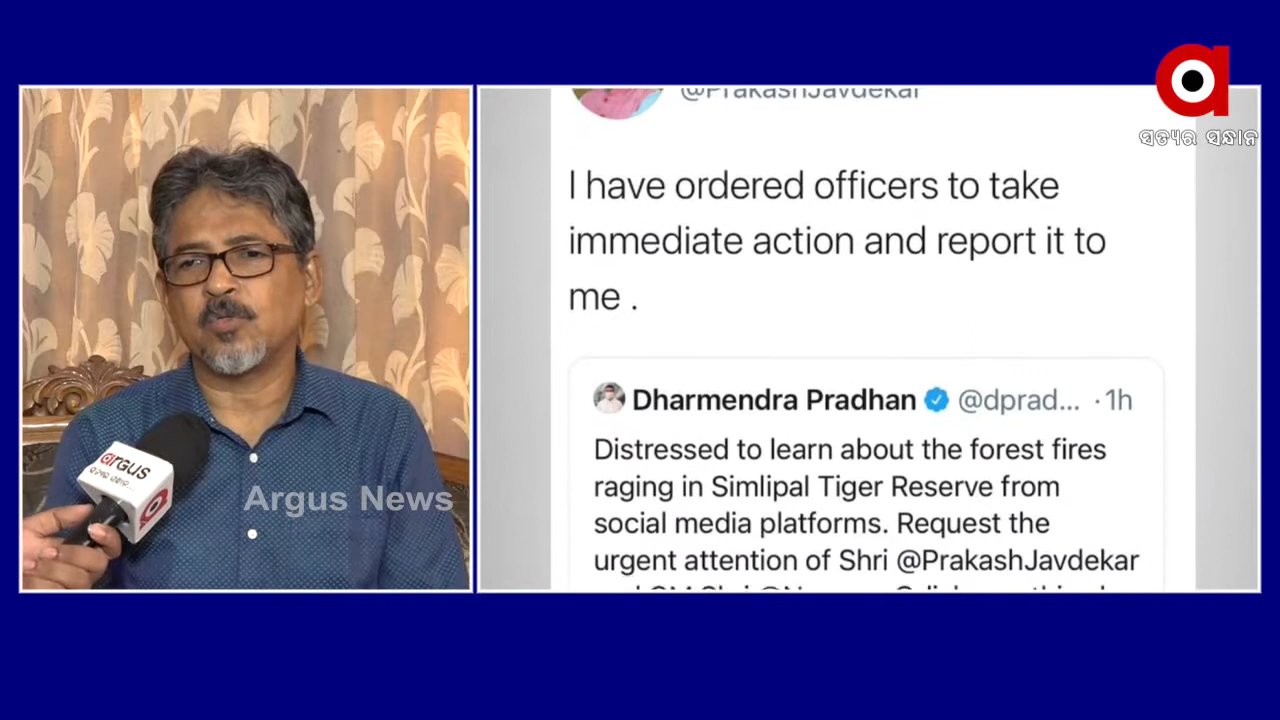 ସତ୍ୟର ସନ୍ଧାନ
@PrakashJavdekar
I have ordered officers to take
immediate action and report it to
me .
Dharmendra Pradhan @dprad... · 1h
Distressed to learn about the forest fires
raging in Simlipal Tiger Reserve from
social media platforms. Request the
urgent attention of Shri @PrakashJavdekar
argus
Argus News